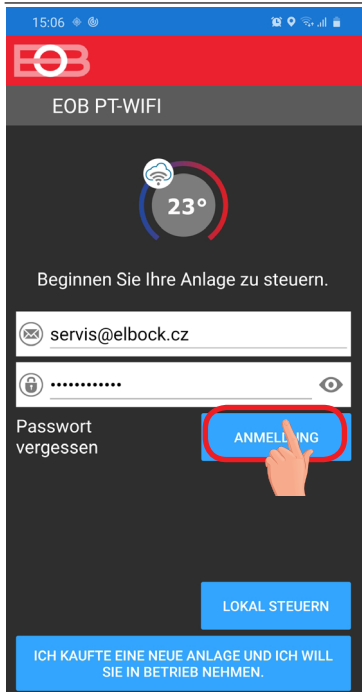 15:06
EOB
EOB PT-WIFI
23°
Beginnen Sie Ihre Anlage zu steuern.
servis@elbock.cz
••••••••••••
Passwort
vergessen
ANMELDUNG
LOKAL STEUERN
ICH KAUFTE EINE NEUE ANLAGE UND ICH WILL
SIE IN BETRIEB NEHMEN.